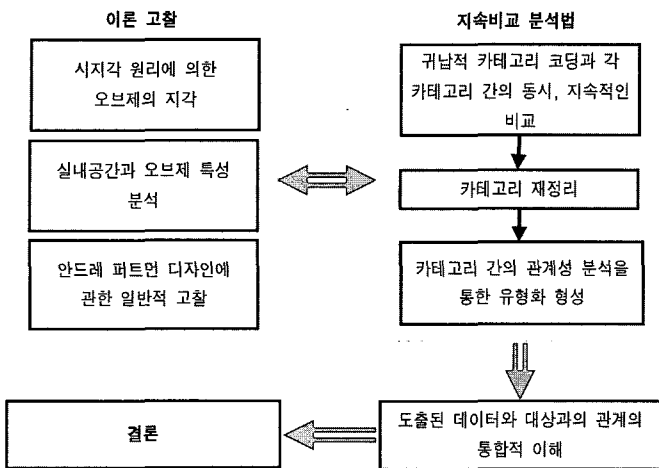 이론 고찰
시지각 원리에 의한
오브제의 지각
실내공간과 오브제 특성
분석
안드레 퍼트먼 디자인에
관한 일반적 고찰
지속비교 분석법
귀납적 카테고리 코딩과 각
카테고리 간의 동시, 지속적인
비교
카테고리 재정리
카테고리 간의 관계성 분석을
통한 유형화 형성
도출된 데이터와 대상과의 관계의
통합적 이해
결론